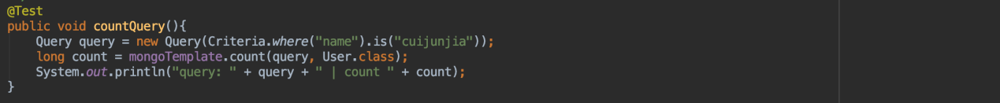 @Test
public void countQuery(){
    Query query = new Query(Criteria.where("name").is("cuijunjia"));
    long count = mongoTemplate.count(query, User.class);
    System.out.println("query: " + query + " | count " + count);
}